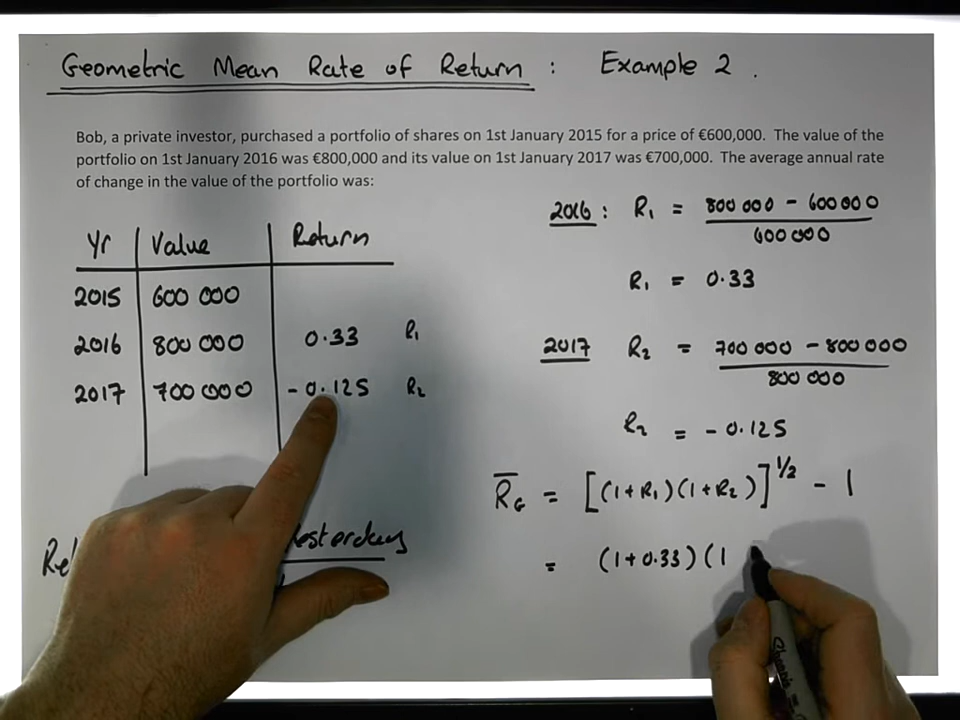 Geometric Mean Rate of Return : Example 2 .
Bob, a private investor, purchased a portfolio of shares on 1st January 2015 for a price of €600,000. The value of the
portfolio on 1st January 2016 was €800,000 and its value on 1st January 2017 was €700,000. The average annual rate
of change in the value of the portfolio was:
Yr Value Return
2015 600 000
2016 800 000 0.33 R₁
2017 700 000 - 0.125 R₂
2016 : R₁ = 800 000 - 600 000
600 000
R₁ = 0.33
2017 R₂ = 700 000 - 800 000
800 000
R₂ = - 0.125
R̅G = [(1+R₁)(1+R₂)]^1/2 - 1
= (1+0.33)(1